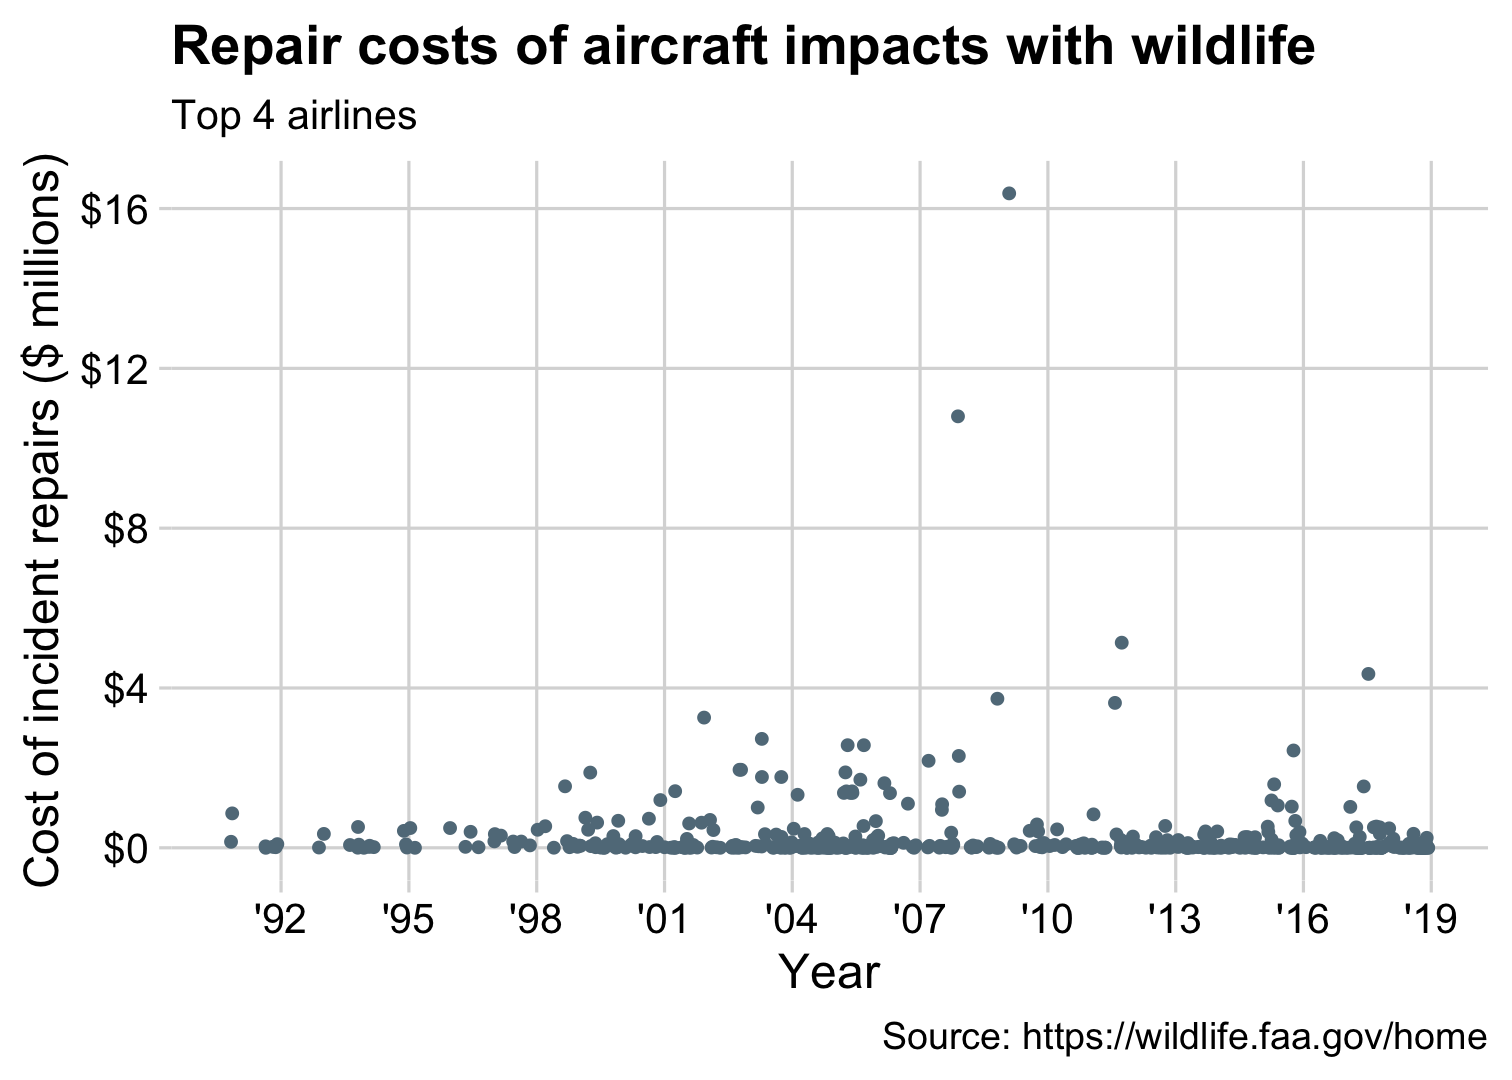 Repair costs of aircraft impacts with wildlife
Top 4 airlines
Cost of incident repairs ($ millions)
$16
$12
$8
$4
$0
'92 '95 '98 '01 '04 '07 '10 '13 '16 '19
Year
Source: https://wildlife.faa.gov/home